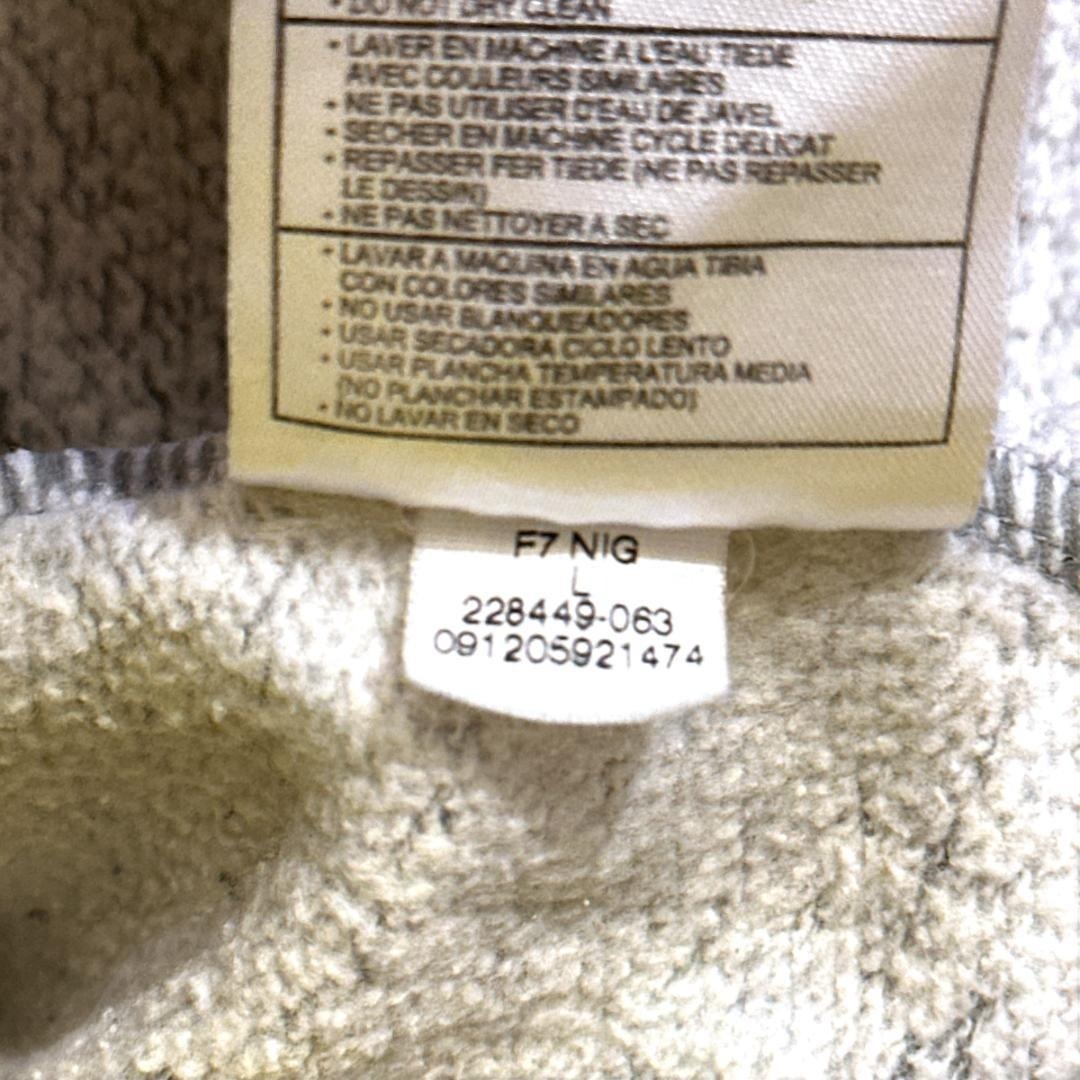 • DO NOT DRY CLEAN
• LAVER EN MACHINE A L'EAU TIEDE
AVEC COULEURS SIMILAIRES
• NE PAS UTILISER D'EAU DE JAVEL
• SECHER EN MACHINE CYCLE DELICAT
• REPASSER FER TIEDE (NE PAS REPASSER
LE DESSIN)
• NE PAS NETTOYER A SEC
• LAVAR A MAQUINA EN AGUA TIBIA
CON COLORES SIMILARES
• NO USAR BLANQUEADORES
• USAR SECADORA CICLO LENTO
• USAR PLANCHA TEMPERATURA MEDIA
(NO PLANCHAR ESTAMPADO)
• NO LAVAR EN SECO
F7 NIG
L
228449-063
091205921474